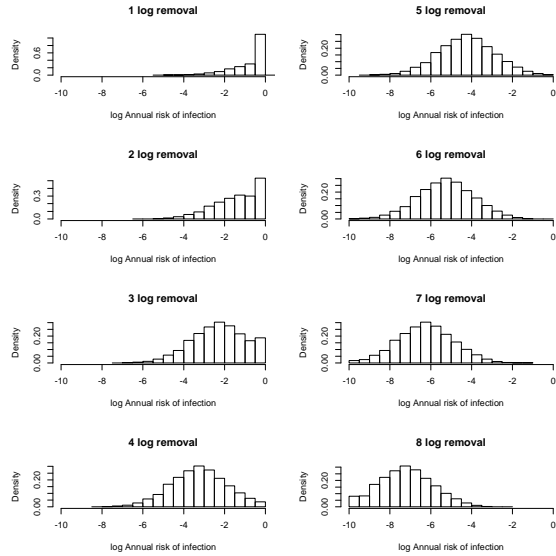 1 log removal
Density
0.0 0.6
-10 -8 -6 -4 -2 0
log Annual risk of infection
2 log removal
Density
0.0 0.3
-10 -8 -6 -4 -2 0
log Annual risk of infection
3 log removal
Density
0.00 0.20
-10 -8 -6 -4 -2 0
log Annual risk of infection
4 log removal
Density
0.00 0.20
-10 -8 -6 -4 -2 0
log Annual risk of infection
5 log removal
Density
0.00 0.20
-10 -8 -6 -4 -2 0
log Annual risk of infection
6 log removal
Density
0.00 0.20
-10 -8 -6 -4 -2 0
log Annual risk of infection
7 log removal
Density
0.00 0.20
-10 -8 -6 -4 -2 0
log Annual risk of infection
8 log removal
Density
0.00 0.20
-10 -8 -6 -4 -2 0
log Annual risk of infection